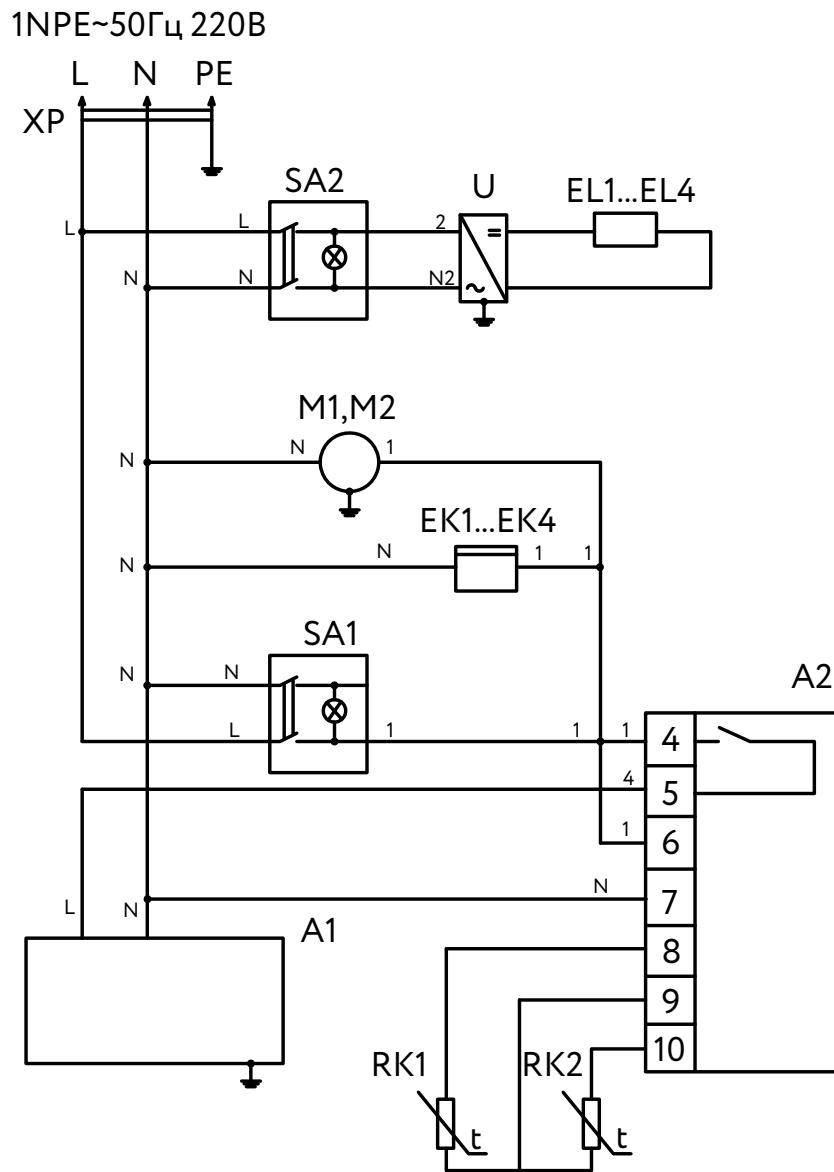 1NPE~50Гц 220В
L N PE
XP
SA2 U EL1...EL4
L L 2
N N N2
M1,M2
N N 1
EK1...EK4
N N 1 1
SA1
N N A2
L 1 1 1 4
4 5
1 6
N 7
L N A1
8
9
RK1 RK2 10
t t